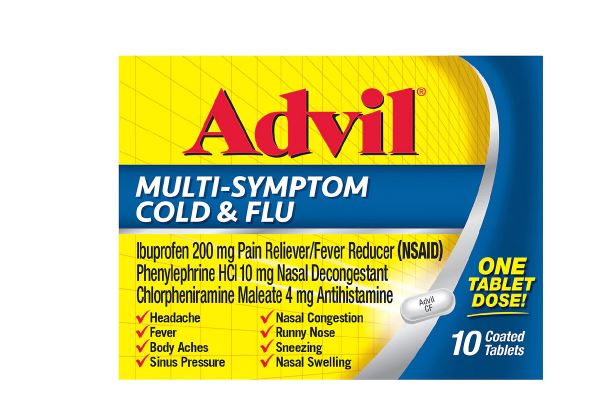 Advil®
MULTI-SYMPTOM
COLD & FLU
Ibuprofen 200 mg Pain Reliever/Fever Reducer (NSAID)
Phenylephrine HCl 10 mg Nasal Decongestant
Chlorpheniramine Maleate 4 mg Antihistamine
Headache
Fever
Body Aches
Sinus Pressure
Nasal Congestion
Runny Nose
Sneezing
Nasal Swelling
Advil
CF
ONE
TABLET
DOSE!
10 Coated
Tablets